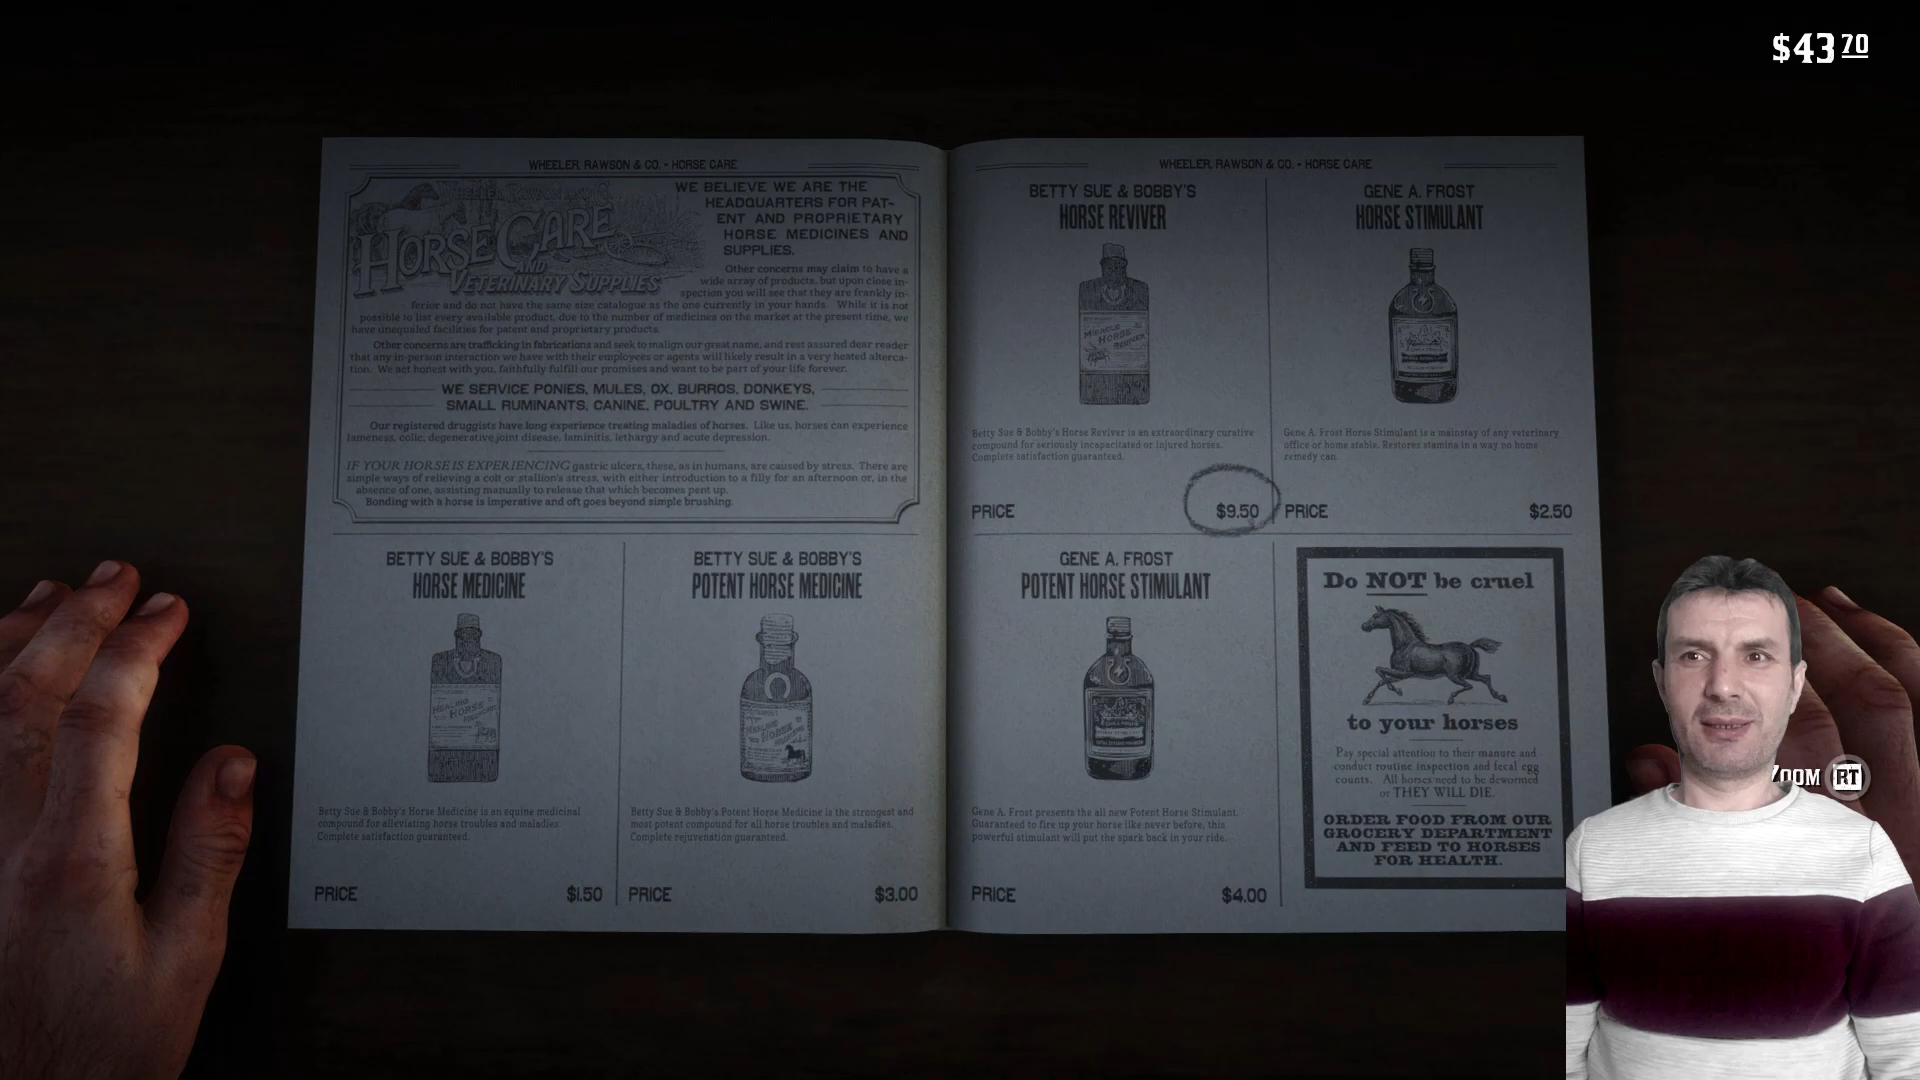 $43 70
WHEELER, RAWSON & CO. - HORSE CARE
HORSE CARE
AND
VETERINARY SUPPLIES
WE BELIEVE WE ARE THE
HEADQUARTERS FOR PAT-
ENT AND PROPRIETARY
HORSE MEDICINES AND
SUPPLIES.
Other concerns may claim to have a
wide array of products, but upon close in-
spection you will see that they are frankly in-
ferior and do not have the same size catalogue as the one currently in your hands. While it is not
possible to list every available product, due to the number of medicines on the market at the present time, we
have unequaled facilities for patent and proprietary products.
Other concerns are trafficking in fabrications and seek to malign our great name, and rest assured dear reader
that any in-person interaction we have with their employees or agents will likely result in a very heated alterca-
tion. We act honest with you, faithfully fulfill our promises and want to be part of your life forever.
WE SERVICE PONIES, MULES, OX, BURROS, DONKEYS,
SMALL RUMINANTS, CANINE, POULTRY AND SWINE.
Our registered druggists have long experience treating maladies of horses. Like us, horses can experience
lameness, colic, degenerative joint disease, laminitis, lethargy and acute depression.
IF YOUR HORSE IS EXPERIENCING gastric ulcers, these, as in humans, are caused by stress. There are
simple ways of relieving a colt or stallion's stress, with either introduction to a filly for an afternoon or, in the
absence of one, assisting manually to release that which becomes pent up.
Bonding with a horse is imperative and oft goes beyond simple brushing.
BETTY SUE & BOBBY'S
HORSE MEDICINE
HEALING
HORSE
Betty Sue & Bobby's Horse Medicine is an equine medicinal
compound for alleviating horse troubles and maladies.
Complete satisfaction guaranteed.
PRICE $1.50
BETTY SUE & BOBBY'S
POTENT HORSE MEDICINE
HORSE
Betty Sue & Bobby's Potent Horse Medicine is the strongest and
most potent compound for all horse troubles and maladies.
Complete rejuvenation guaranteed.
PRICE $3.00
WHEELER, RAWSON & CO. - HORSE CARE
BETTY SUE & BOBBY'S
HORSE REVIVER
MIRACLE
HORSE
REVIVER
Betty Sue & Bobby's Horse Reviver is an extraordinary curative
compound for seriously incapacitated or injured horses.
Complete satisfaction guaranteed.
PRICE $9.50
GENE A. FROST
HORSE STIMULANT
Gene A. Frost Horse Stimulant is a mainstay of any veterinary
office or home stable. Restores stamina in a way no home
remedy can.
PRICE $2.50
GENE A. FROST
POTENT HORSE STIMULANT
Gene A. Frost presents the all new Potent Horse Stimulant.
Guaranteed to fire up your horse like never before, this
powerful stimulant will put the spark back in your ride.
PRICE $4.00
Do NOT be cruel
to your horses
Pay special attention to their manure and
conduct routine inspection and fecal egg
counts. All horses need to be dewormed
or THEY WILL DIE.
ORDER FOOD FROM OUR
GROCERY DEPARTMENT
AND FEED TO HORSES
FOR HEALTH.
ZOOM RT